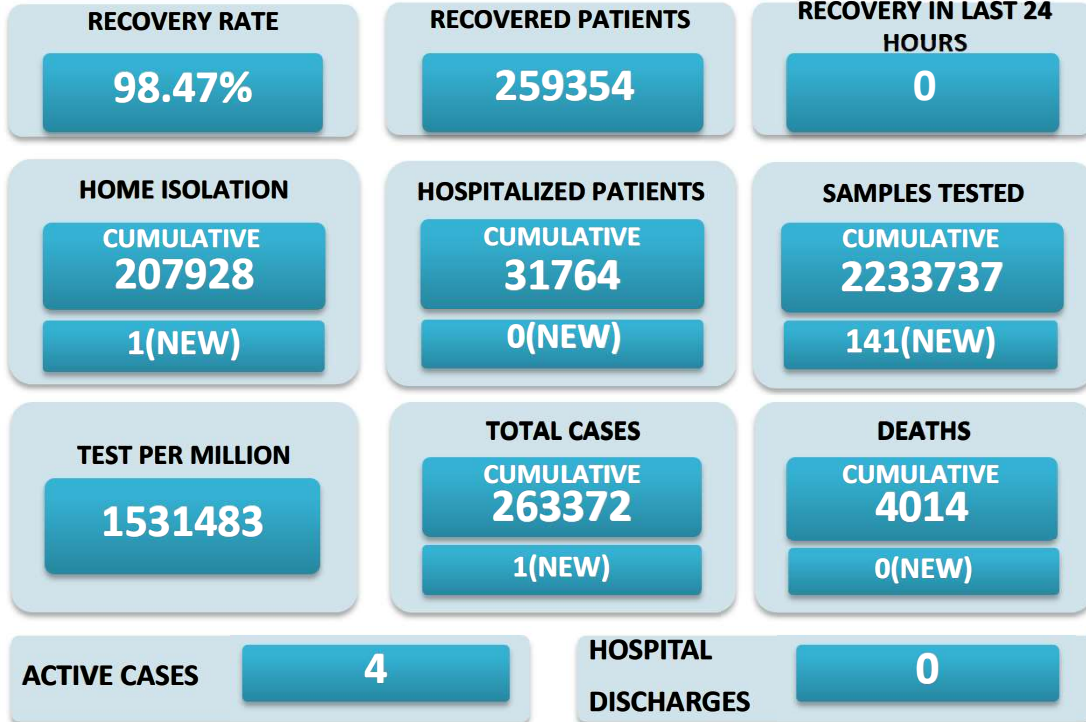 RECOVERY RATE
98.47%
RECOVERED PATIENTS
259354
RECOVERY IN LAST 24
HOURS
0
HOME ISOLATION
CUMULATIVE
207928
1(NEW)
HOSPITALIZED PATIENTS
CUMULATIVE
31764
0(NEW)
SAMPLES TESTED
CUMULATIVE
2233737
141(NEW)
TEST PER MILLION
1531483
TOTAL CASES
CUMULATIVE
263372
1(NEW)
DEATHS
CUMULATIVE
4014
0(NEW)
ACTIVE CASES
4
HOSPITAL
DISCHARGES
0